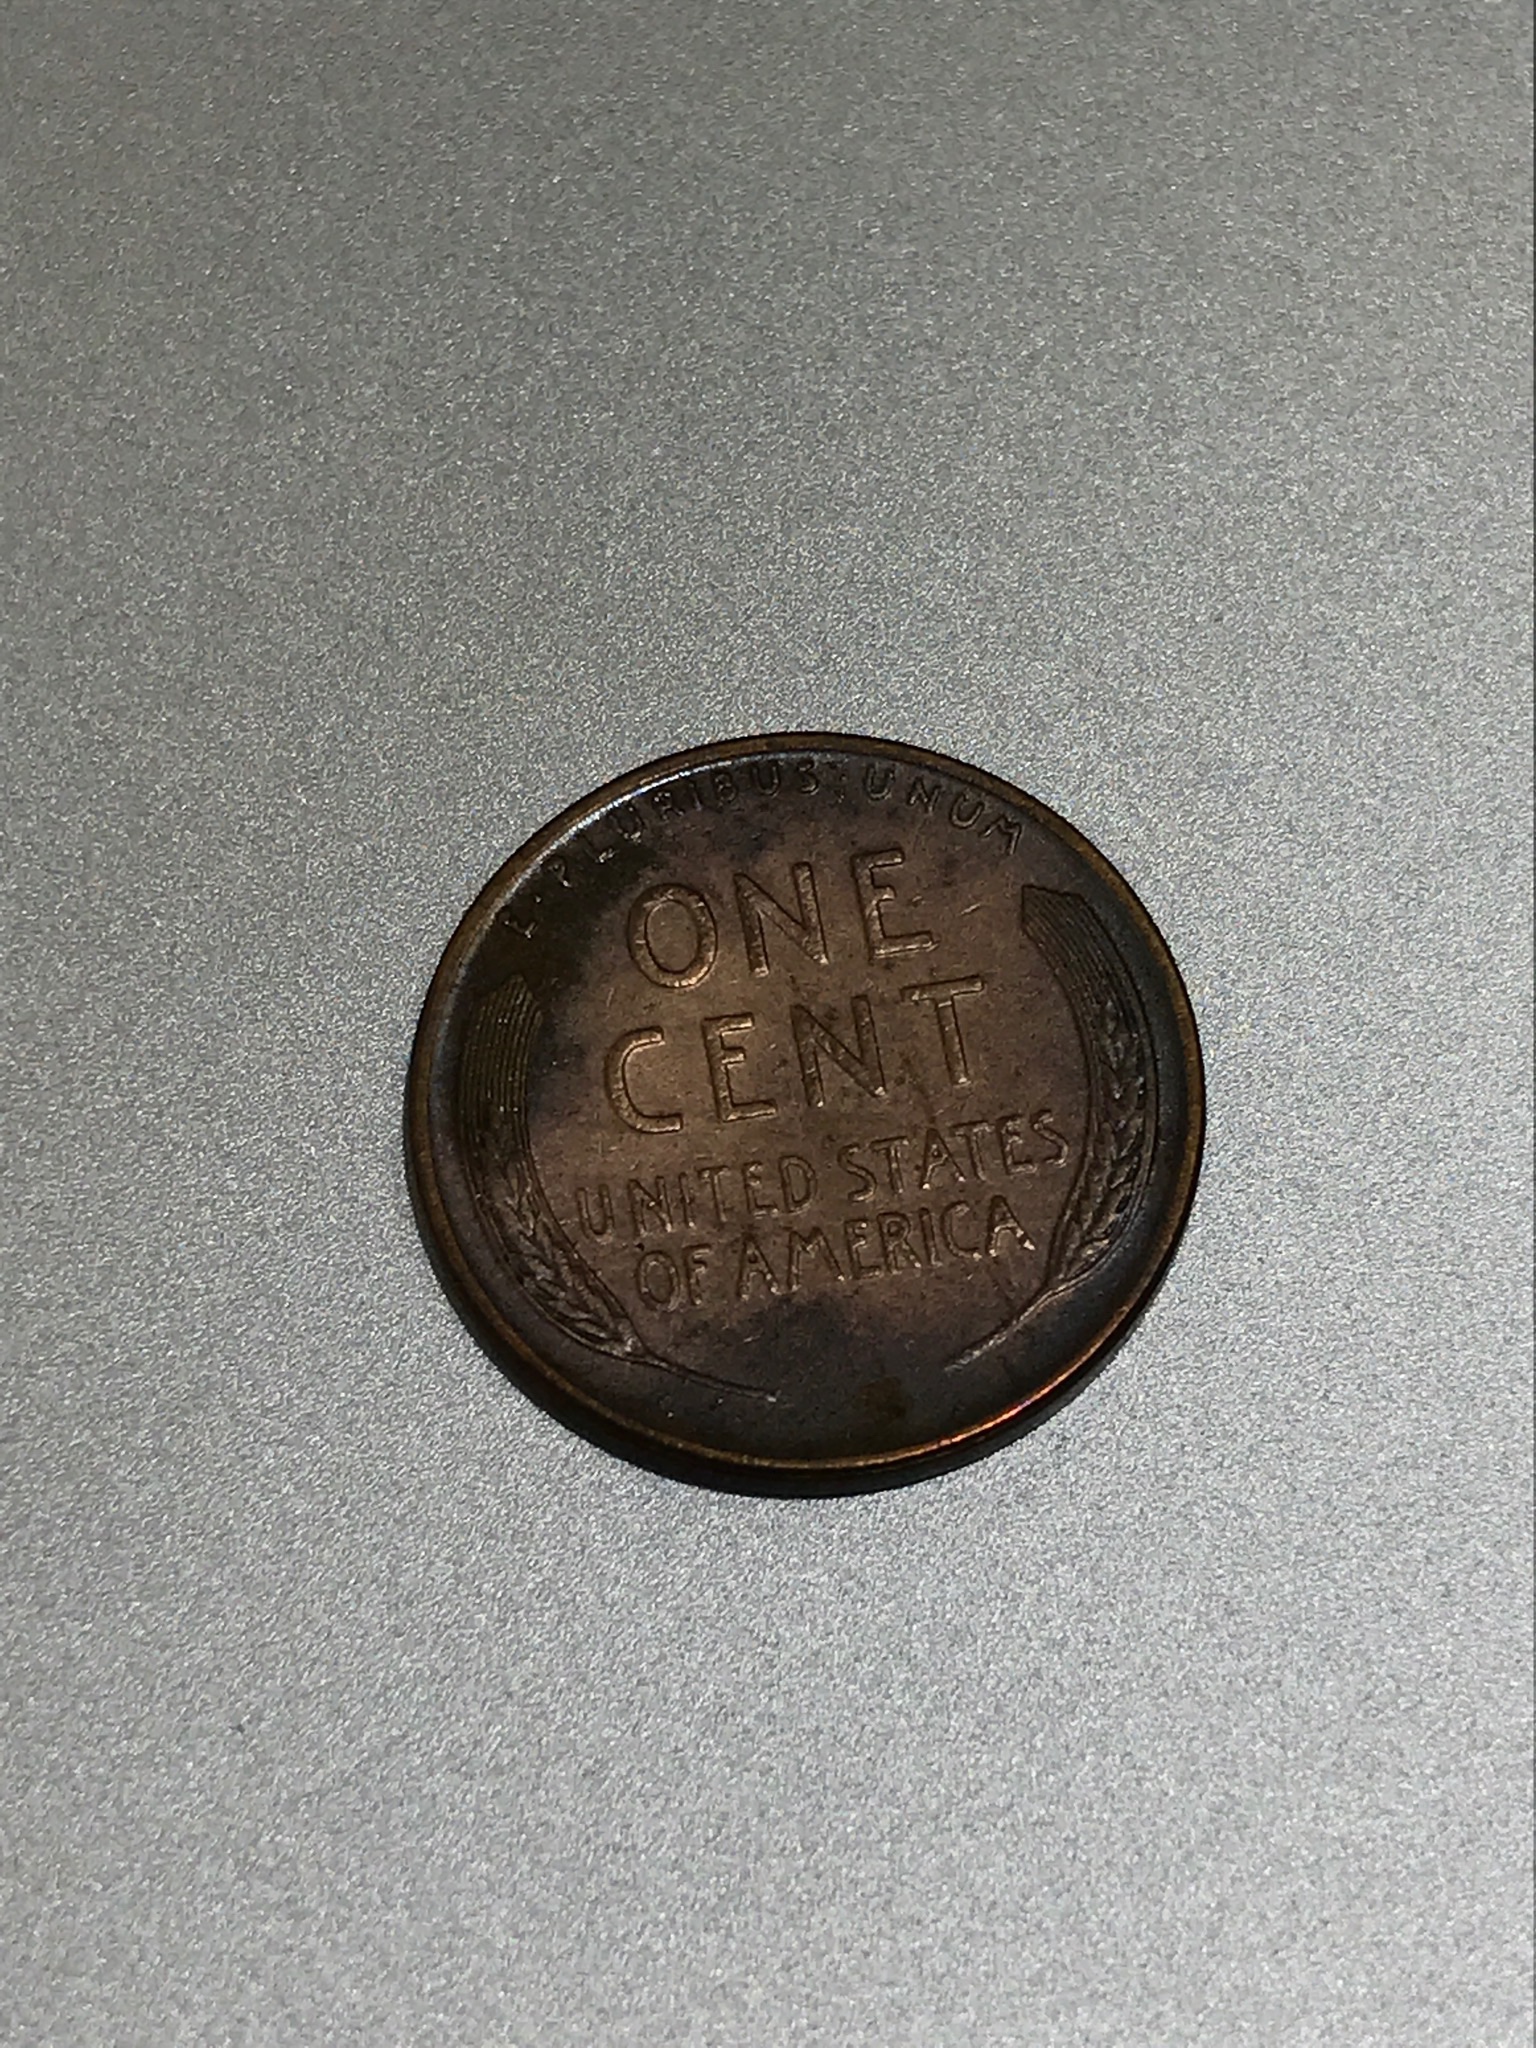 E·PLURIBUS·UNUM
ONE
CENT
UNITED STATES
OF AMERICA